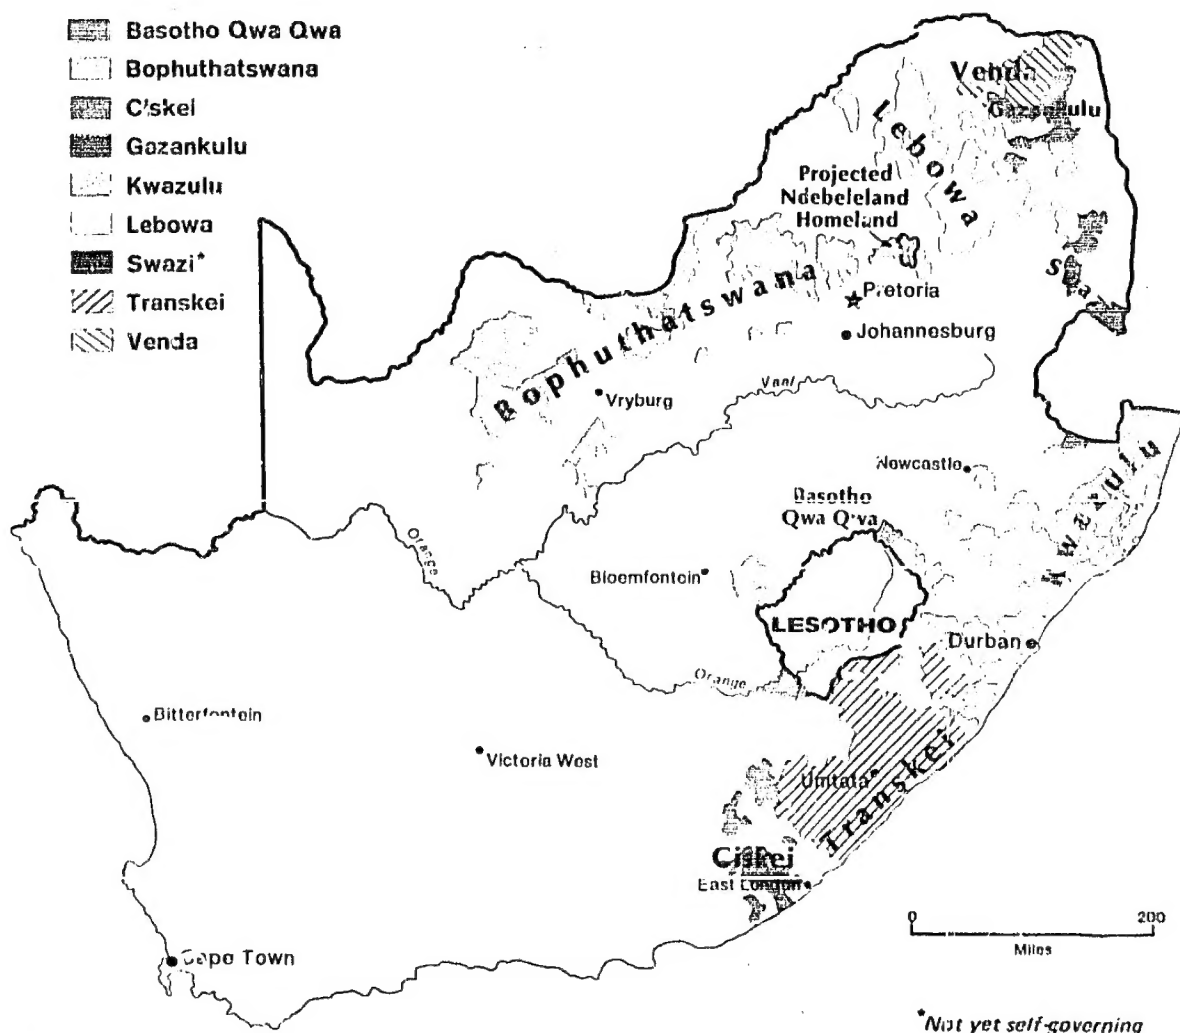 Basotho Qwa Qwa
Bophuthatswana
C'skei
Gazankulu
Kwazulu
Lebowa
Swazi*
Transkei
Venda
Venda
Gazankulu
Lebowa
Projected
Ndebeleland
Homeland
Swazi
Pretoria
Johannesburg
Bophuthatswana
Vryburg
Vaal
Newcastle
Kwazulu
Basotho
Qwa Qwa
Orange
Bloemfontein
LESOTHO
Durban
Orange
Bitterfontein
Victoria West
Umtata
Transkei
Ciskei
East London
Cape Town
0 200
Miles
*Not yet self-governing